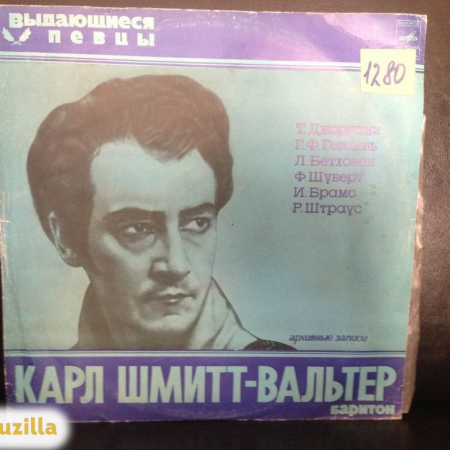 Выдающиеся
певцы
1280
Т. Джордани
Г. Ф. Гендель
Л. Бетховен
Ф. Шуберт
И. Брамс
Р. Штраус
архивные записи
КАРЛ ШМИТТ-ВАЛЬТЕР
баритон
uzilla